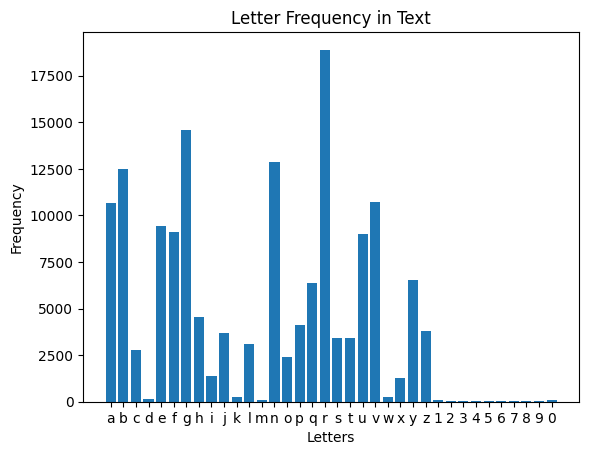 Letter Frequency in Text
Frequency
17500
15000
12500
10000
7500
5000
2500
0
a b c d e f g h i j k l m n o p q r s t u v w x y z 1 2 3 4 5 6 7 8 9 0
Letters